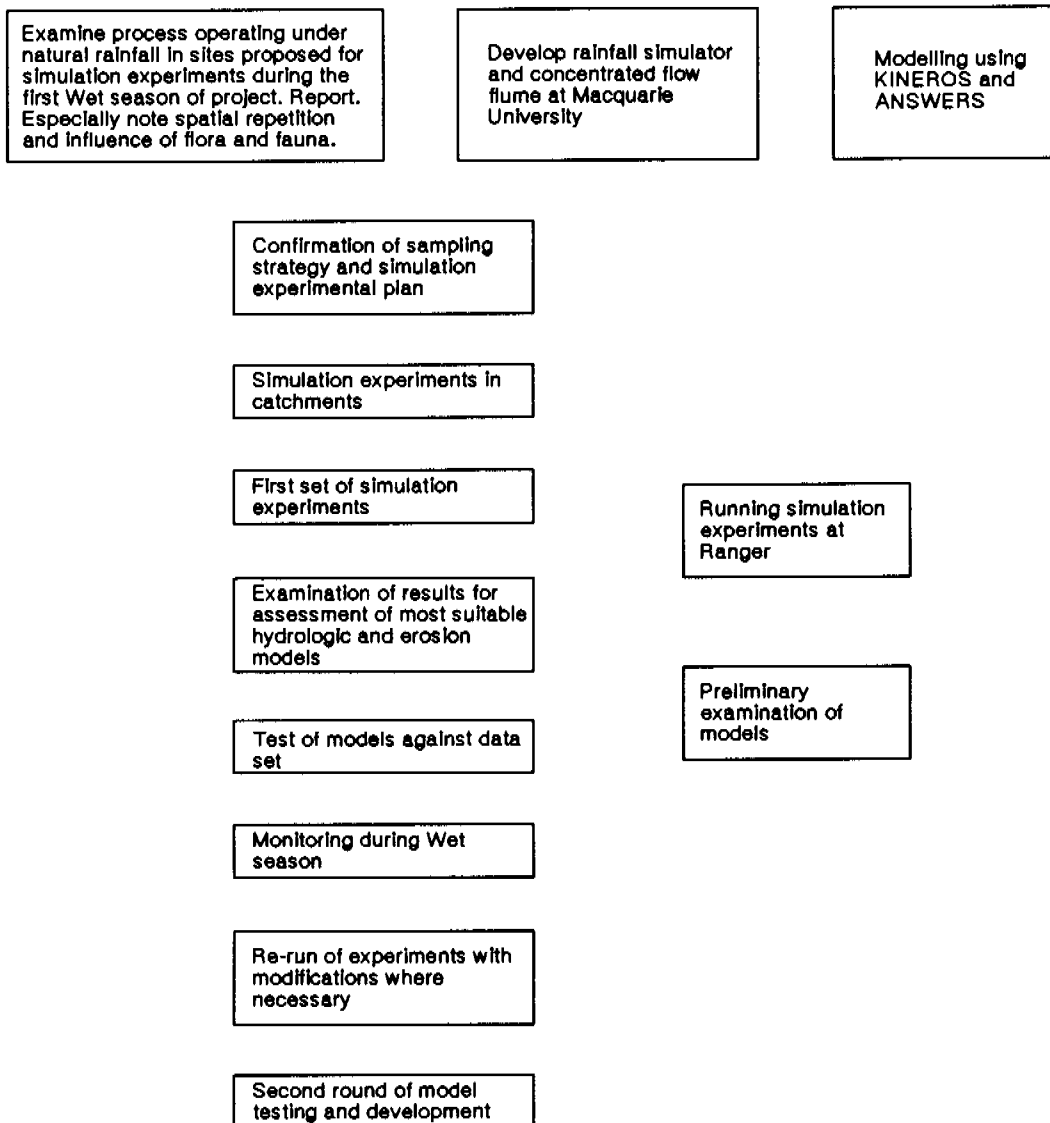 Examine process operating under
natural rainfall in sites proposed for
simulation experiments during the
first Wet season of project. Report.
Especially note spatial repetition
and influence of flora and fauna.
Develop rainfall simulator
and concentrated flow
flume at Macquarie
University
Modelling using
KINEROS and
ANSWERS
Confirmation of sampling
strategy and simulation
experimental plan
Simulation experiments in
catchments
First set of simulation
experiments
Running simulation
experiments at
Ranger
Examination of results for
assessment of most suitable
hydrologic and erosion
models
Preliminary
examination of
models
Test of models against data
set
Monitoring during Wet
season
Re-run of experiments with
modifications where
necessary
Second round of model
testing and development